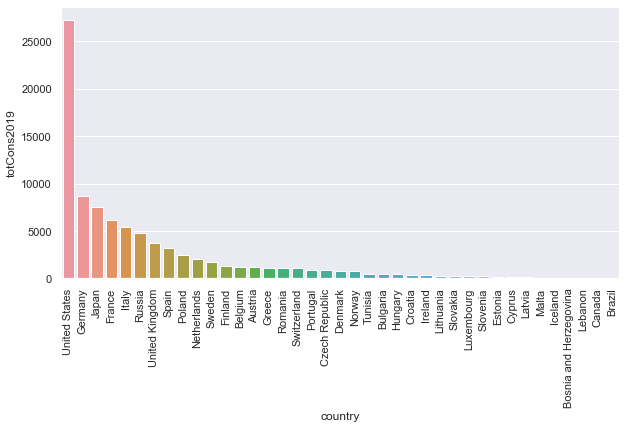 totCons2019
25000
20000
15000
10000
5000
0
United States
Germany
Japan
France
Italy
Russia
United Kingdom
Spain
Poland
Netherlands
Sweden
Finland
Belgium
Austria
Greece
Romania
Switzerland
Portugal
Czech Republic
Denmark
Norway
Tunisia
Bulgaria
Hungary
Croatia
Ireland
Lithuania
Slovakia
Luxembourg
Slovenia
Estonia
Cyprus
Latvia
Malta
Iceland
Bosnia and Herzegovina
Lebanon
Canada
Brazil
country